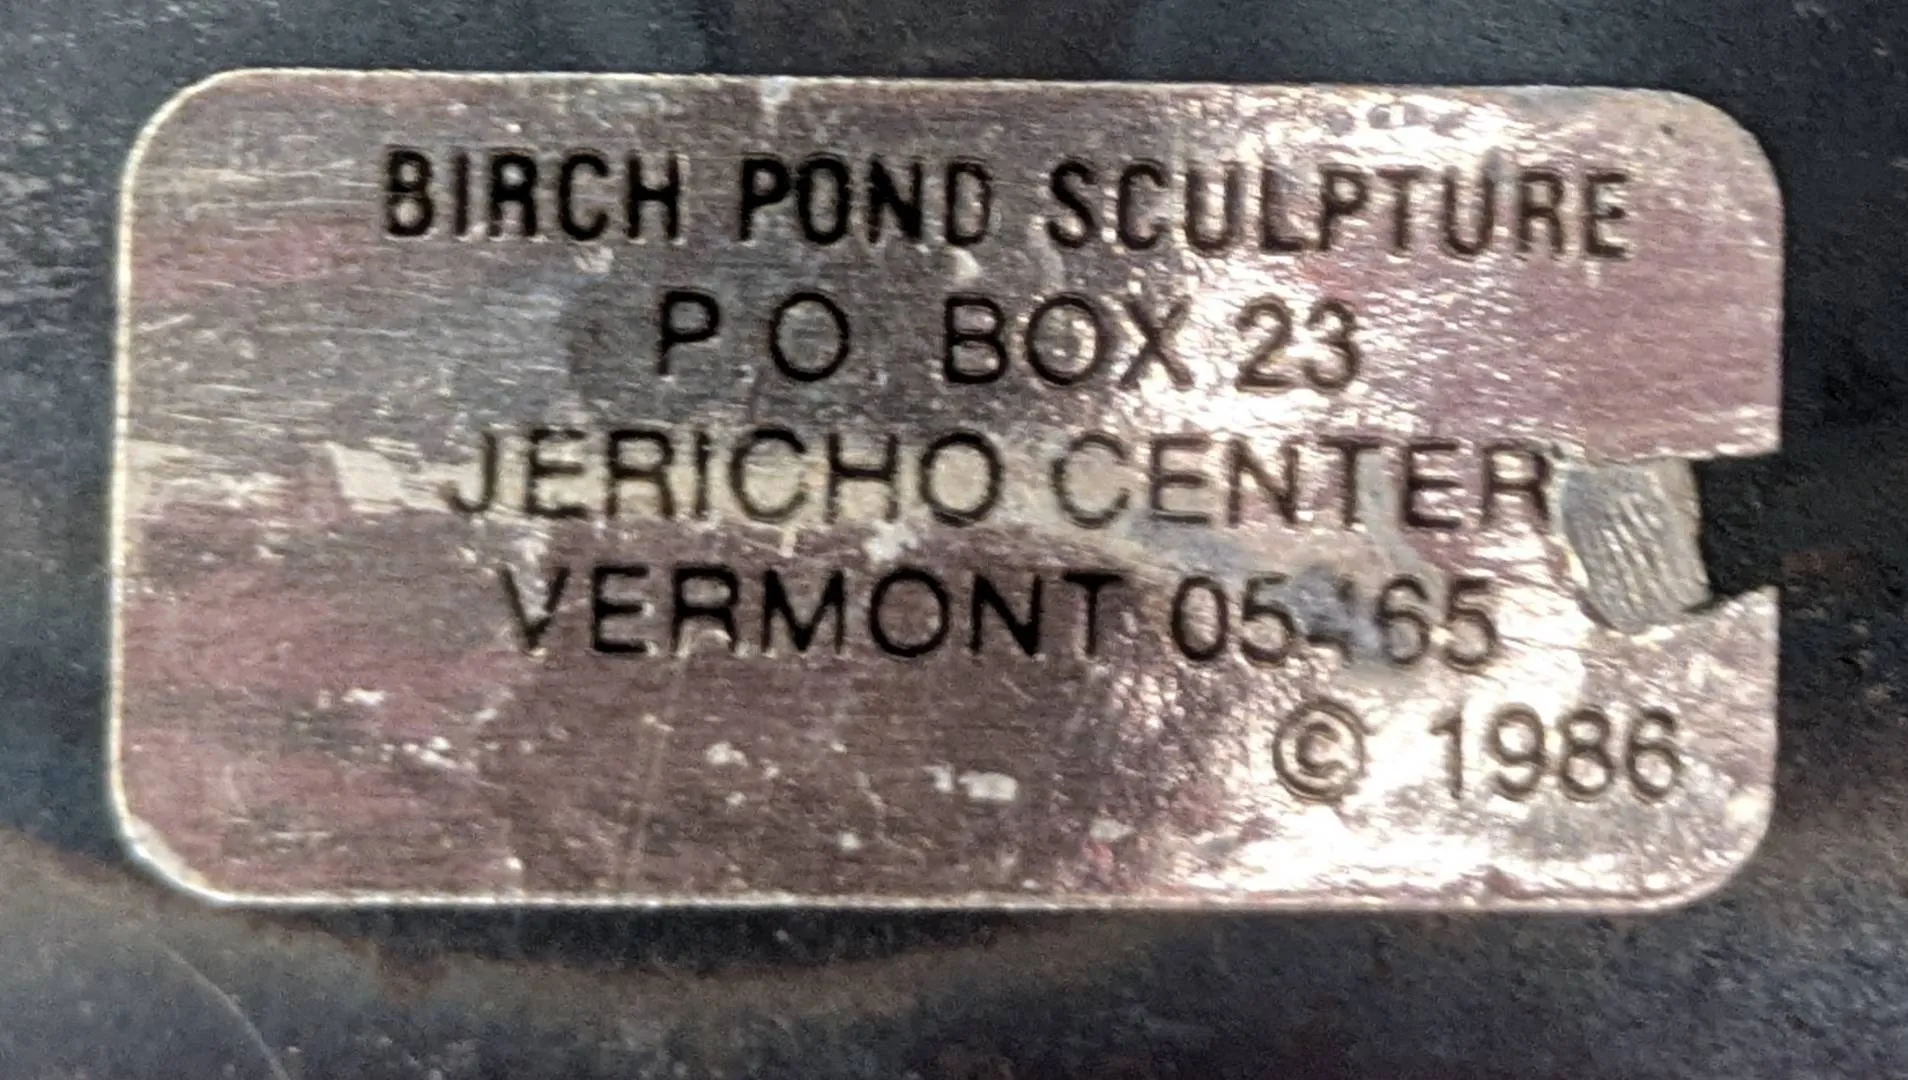 BIRCH POND SCULPTURE
P O BOX 23
JERICHO CENTER
VERMONT 05465
© 1986